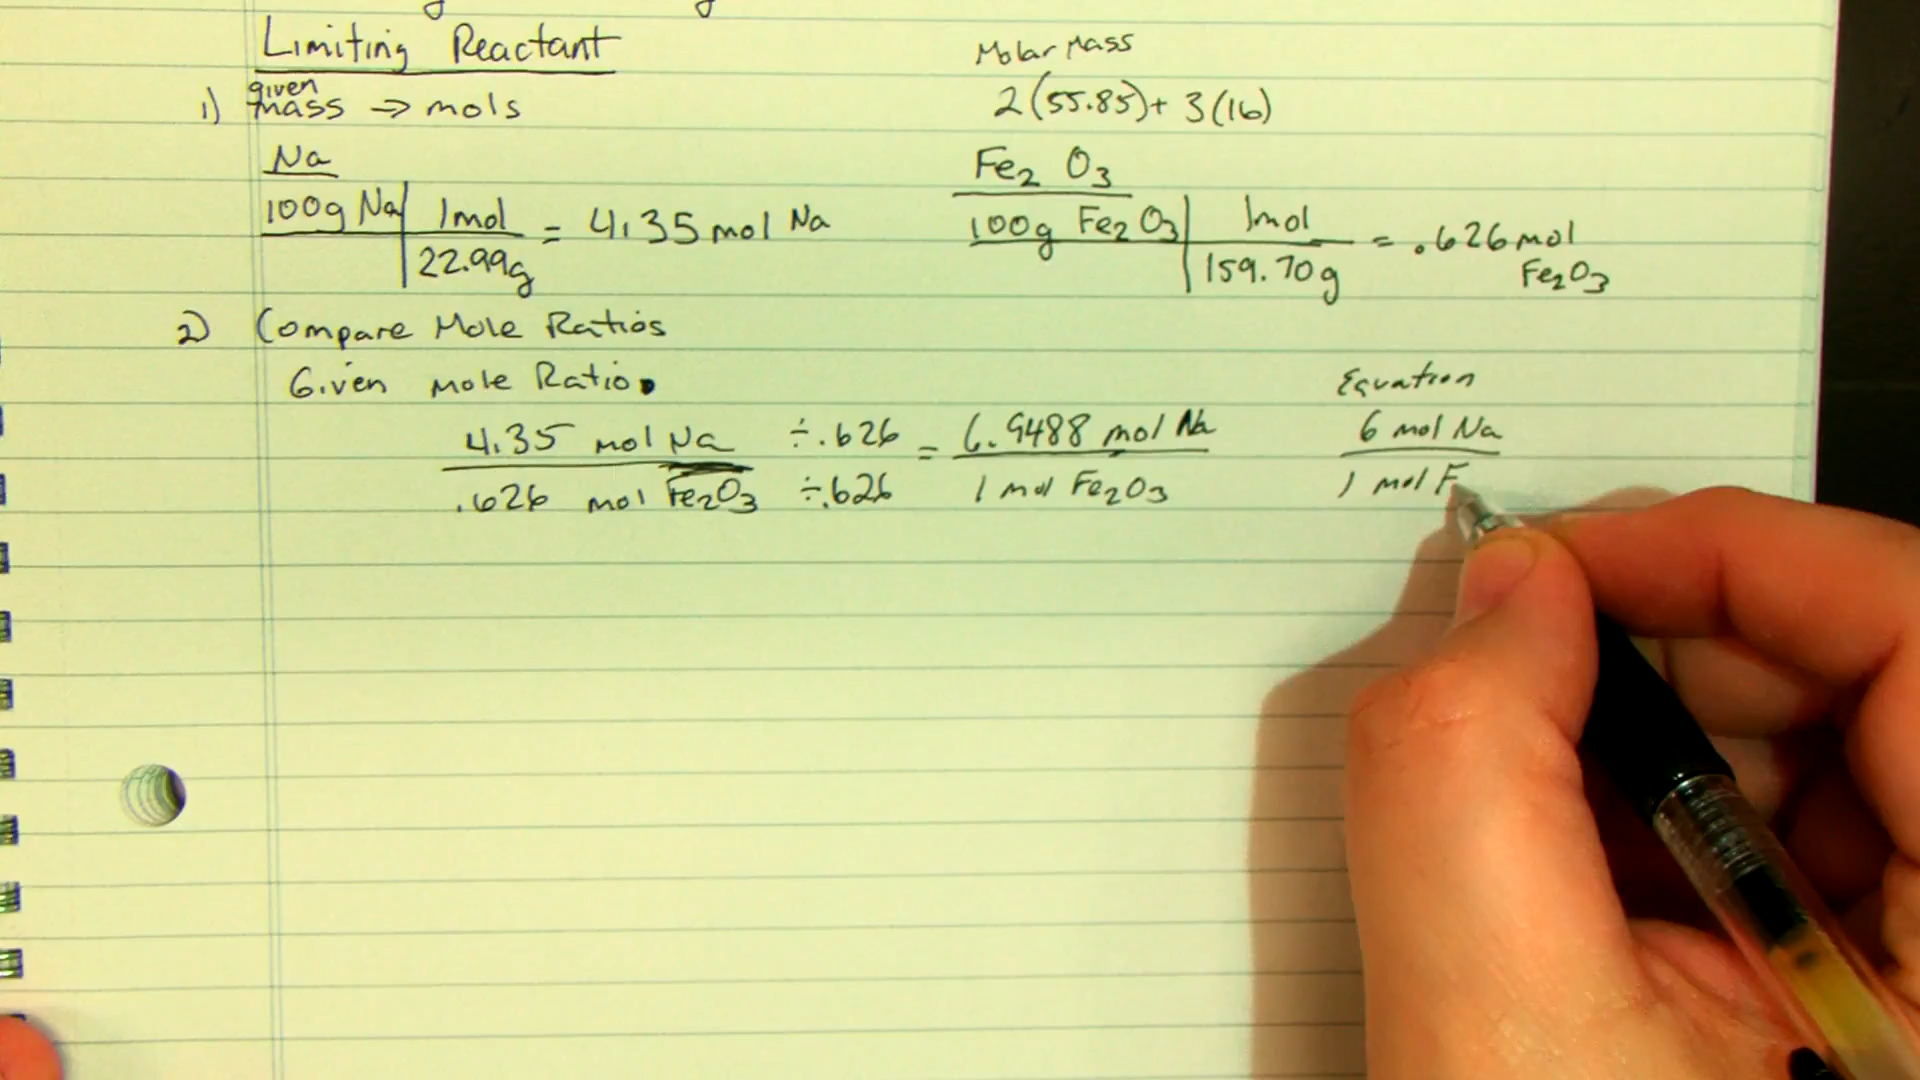 Limiting Reactant
Molar Mass
given
1) mass → mols
2(55.85)+ 3(16)
Na
Fe2 O3
100g Na 1mol = 4.35 mol Na
22.99g
100g Fe2O3 1mol = .626 mol
159.70g Fe2O3
2) Compare Mole Ratios
Given Mole Ratio
Equation
4.35 mol Na ÷.626 = 6.9488 mol Na
.626 mol Fe2O3 ÷.626 1 mol Fe2O3
6 mol Na
1 mol F